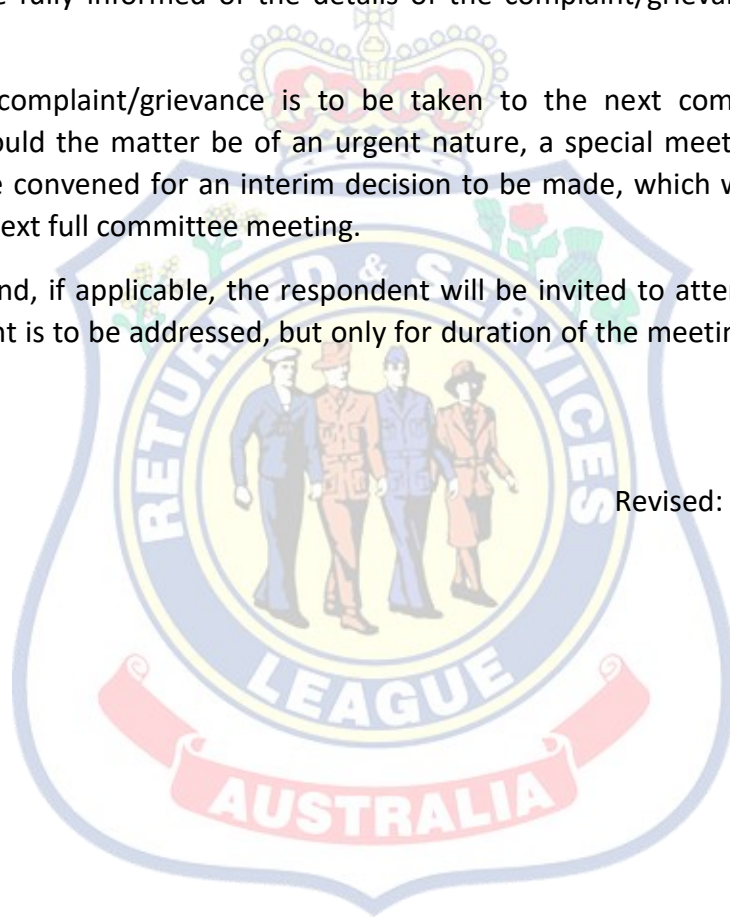 e fully informed of the details of the complaint/grievan
complaint/grievance is to be taken to the next com
ould the matter be of an urgent nature, a special meet
e convened for an interim decision to be made, which w
ext full committee meeting.
nd, if applicable, the respondent will be invited to atte
nt is to be addressed, but only for duration of the meetin
Revised:
RETURNED & SERVICES
LEAGUE
AUSTRALIA